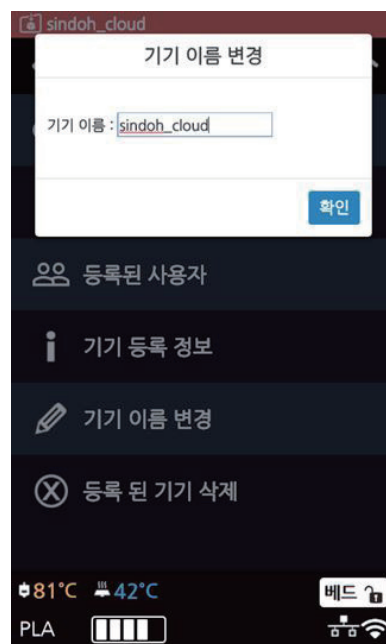 sindoh_cloud
기기 이름 변경
기기 이름 : sindoh_cloud
확인
등록된 사용자
기기 등록 정보
기기 이름 변경
등록 된 기기 삭제
81°C 42°C
베드
PLA